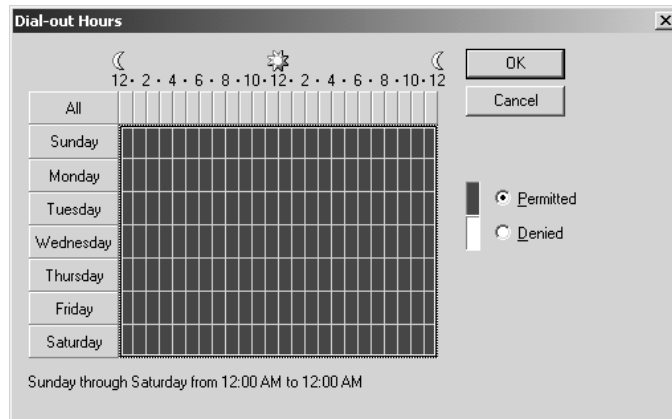 Dial-out Hours
OK
12 · 2 · 4 · 6 · 8 · 10 · 12 · 2 · 4 · 6 · 8 · 10 · 12
Cancel
All
Sunday
Monday
Tuesday
Permitted
Wednesday
Denied
Thursday
Friday
Saturday
Sunday through Saturday from 12:00 AM to 12:00 AM